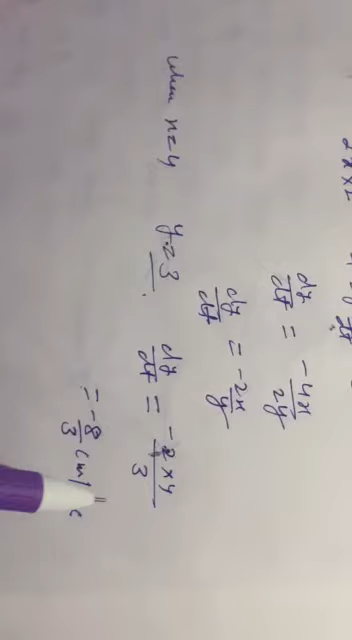 dy/dt = -4x/2y
dy/dt = -2x/y
when x=4 y=3
dy/dt = -2×4/3
= -8/3 cm/